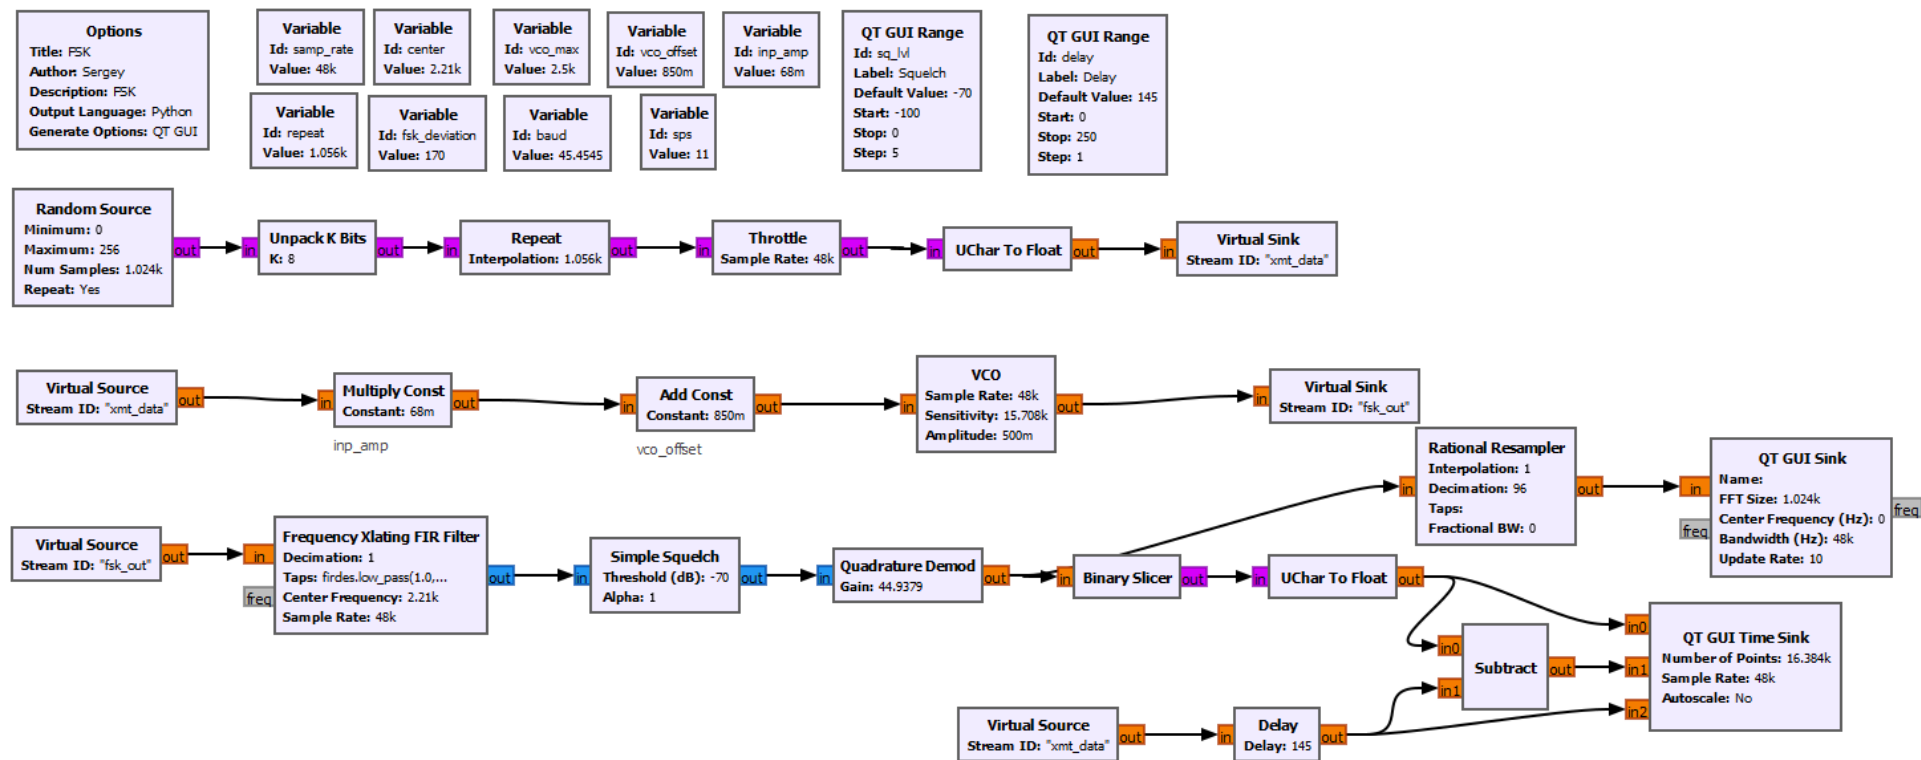 Options
Title: FSK
Author: Sergey
Description: FSK
Output Language: Python
Generate Options: QT GUI
Variable
Id: samp_rate
Value: 48k
Variable
Id: center
Value: 2.21k
Variable
Id: vco_max
Value: 2.5k
Variable
Id: vco_offset
Value: 850m
Variable
Id: inp_amp
Value: 68m
QT GUI Range
Id: sq_lvl
Label: Squelch
Default Value: -70
Start: -100
Stop: 0
Step: 5
QT GUI Range
Id: delay
Label: Delay
Default Value: 145
Start: 0
Stop: 250
Step: 1
Variable
Id: repeat
Value: 1.056k
Variable
Id: fsk_deviation
Value: 170
Variable
Id: baud
Value: 45.4545
Variable
Id: sps
Value: 11
Random Source
Minimum: 0
Maximum: 256
Num Samples: 1.024k
Repeat: Yes
out
in
Unpack K Bits
K: 8
out
in
Repeat
Interpolation: 1.056k
out
in
Throttle
Sample Rate: 48k
out
in
UChar To Float
out
in
Virtual Sink
Stream ID: "xmt_data"
Virtual Source
Stream ID: "xmt_data"
out
in
Multiply Const
Constant: 68m
out
inp_amp
in
Add Const
Constant: 850m
out
vco_offset
in
VCO
Sample Rate: 48k
Sensitivity: 15.708k
Amplitude: 500m
out
in
Virtual Sink
Stream ID: "fsk_out"
in
Rational Resampler
Interpolation: 1
Decimation: 96
Taps:
Fractional BW: 0
out
in
freq
QT GUI Sink
Name:
FFT Size: 1.024k
Center Frequency (Hz): 0
Bandwidth (Hz): 48k
Update Rate: 10
freq
Virtual Source
Stream ID: "fsk_out"
out
in
freq
Frequency Xlating FIR Filter
Decimation: 1
Taps: firdes.low_pass(1.0,...
Center Frequency: 2.21k
Sample Rate: 48k
out
in
Simple Squelch
Threshold (dB): -70
Alpha: 1
out
in
Quadrature Demod
Gain: 44.9379
out
in
Binary Slicer
out
in
UChar To Float
out
in0
in1
Subtract
out
in0
in1
in2
QT GUI Time Sink
Number of Points: 16.384k
Sample Rate: 48k
Autoscale: No
Virtual Source
Stream ID: "xmt_data"
out
in
Delay
Delay: 145
out